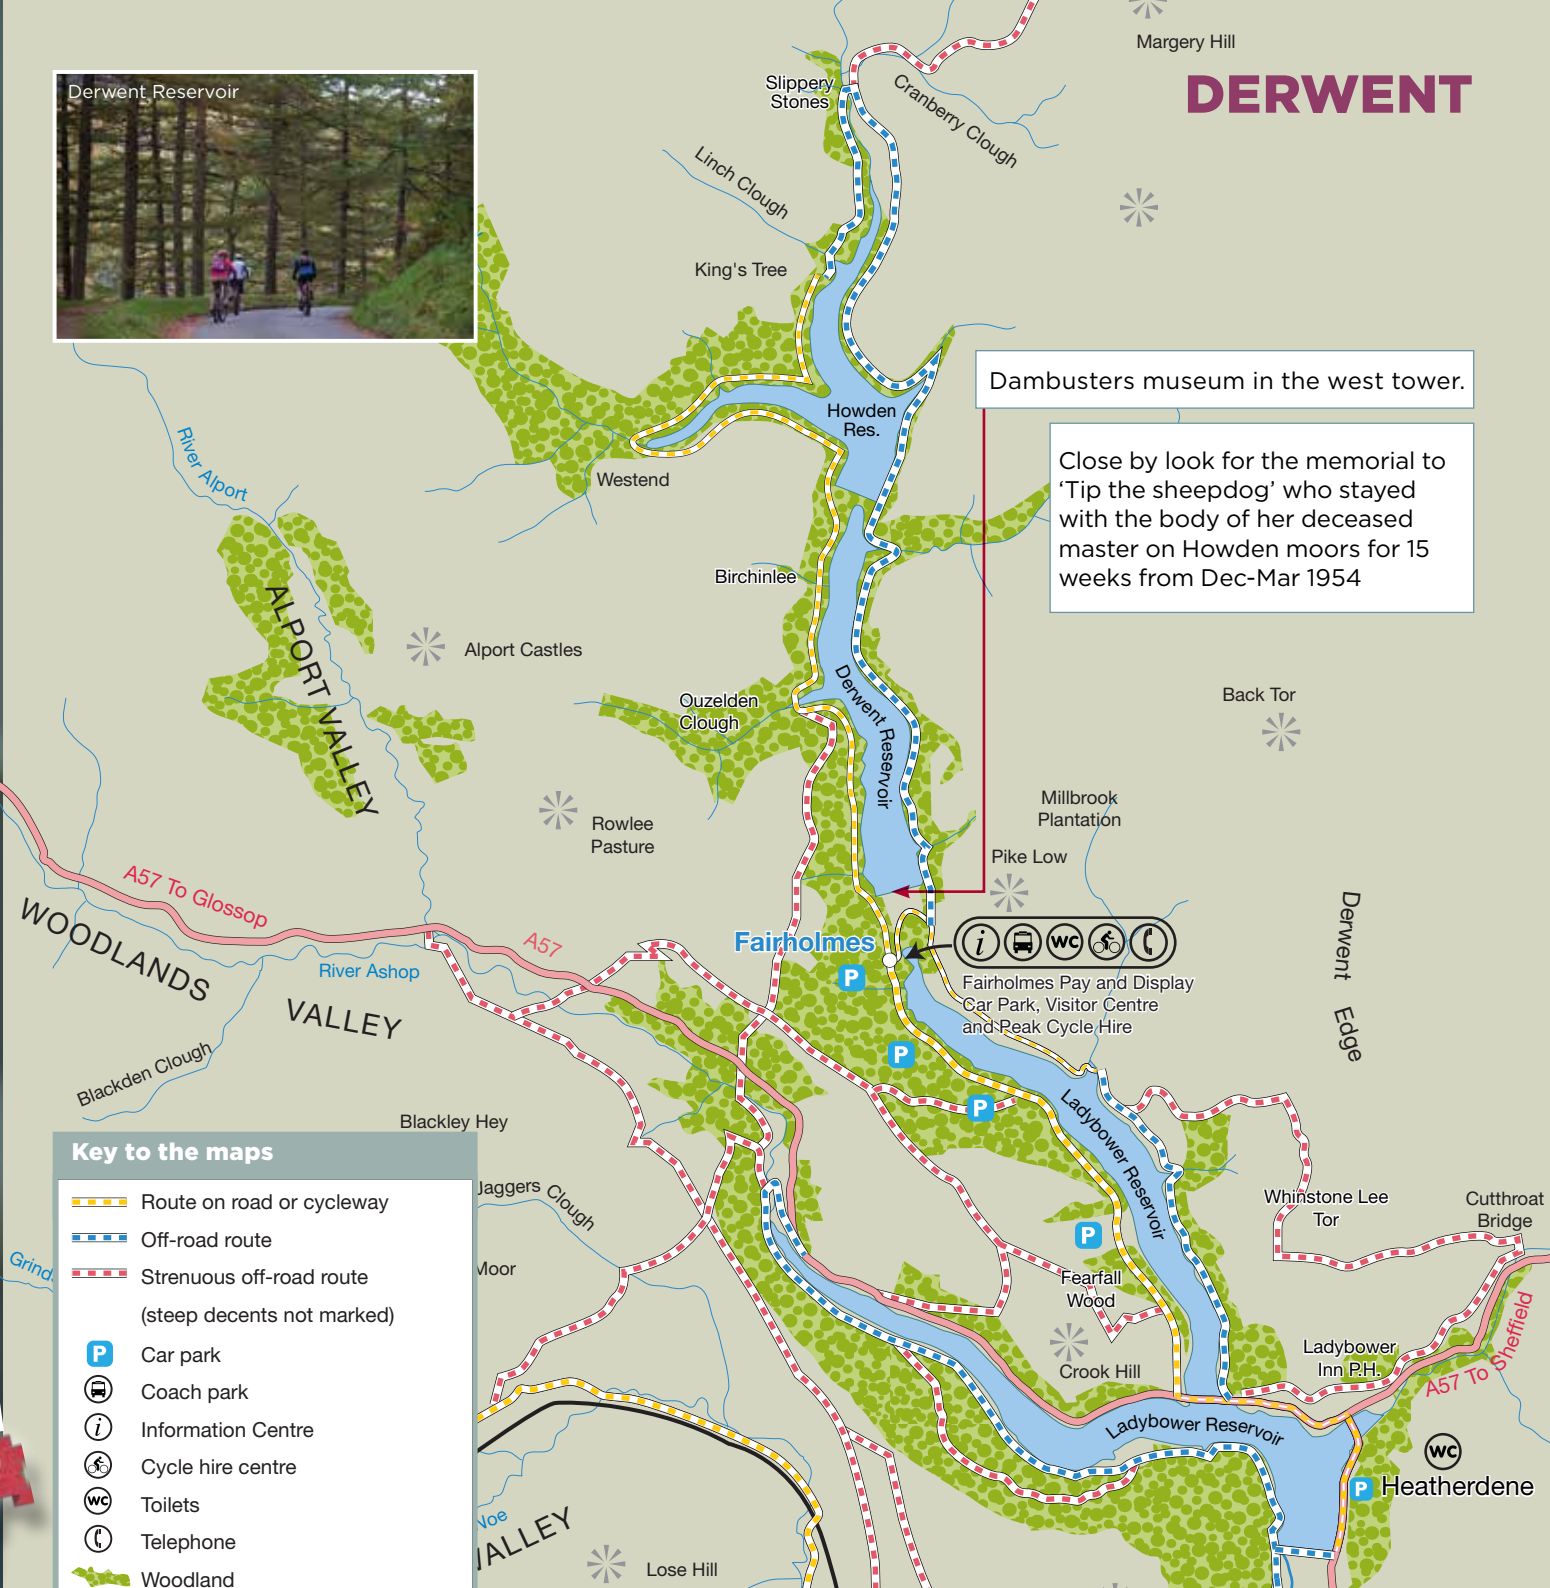 DERWENT
Derwent Reservoir
Margery Hill
Slippery
Stones
Cranberry Clough
Linch Clough
King's Tree
Dambusters museum in the west tower.
Howden
Res.
Close by look for the memorial to
‘Tip the sheepdog’ who stayed
with the body of her deceased
master on Howden moors for 15
weeks from Dec-Mar 1954
River Alport
Westend
Birchinlee
ALPORT VALLEY
Alport Castles
Ouzelden
Clough
Derwent Reservoir
Back Tor
Rowlee
Pasture
Millbrook
Plantation
Pike Low
A57 To Glossop
WOODLANDS
VALLEY
A57
River Ashop
Fairholmes
P
i
WC
Fairholmes Pay and Display
Car Park, Visitor Centre
and Peak Cycle Hire
Derwent
Edge
P
Blackden Clough
P
Blackley Hey
Ladybower Reservoir
Jaggers Clough
Whinstone Lee
Tor
Cutthroat
Bridge
P
Moor
Fearfall
Wood
Crook Hill
Ladybower
Inn P.H.
A57 To Sheffield
Ladybower Reservoir
WC
P
Heatherdene
Noe
VALLEY
Lose Hill
Grinds
Key to the maps
Route on road or cycleway
Off-road route
Strenuous off-road route
(steep decents not marked)
P Car park
Coach park
i Information Centre
Cycle hire centre
WC Toilets
Telephone
Woodland